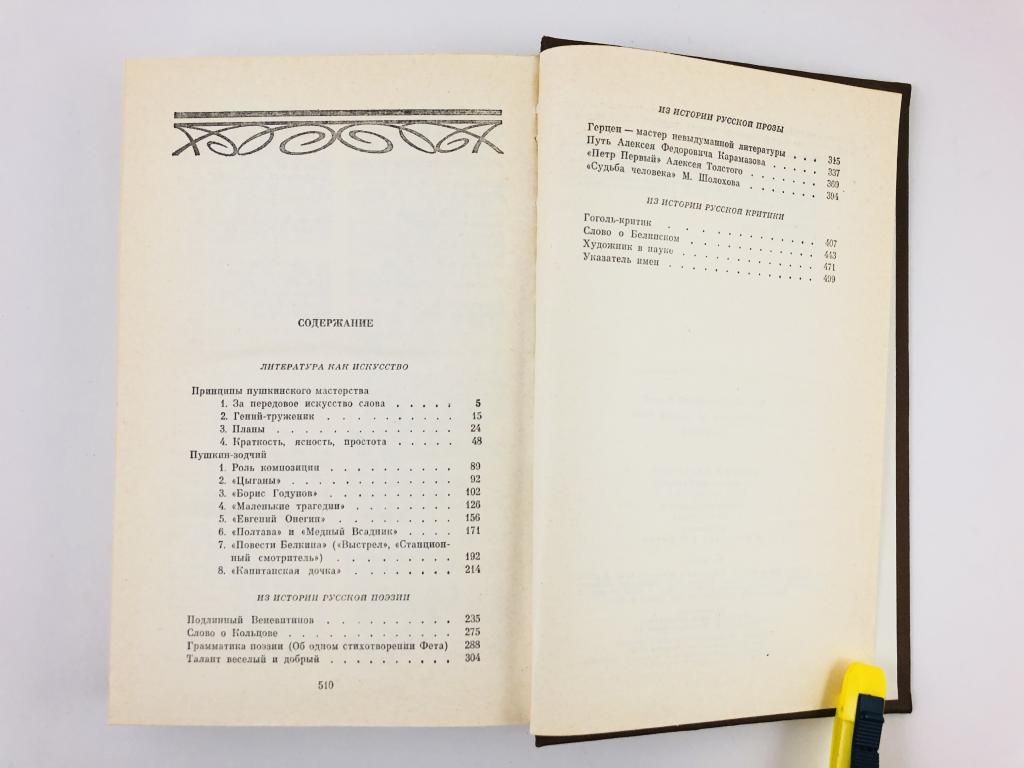 СОДЕРЖАНИЕ
ЛИТЕРАТУРА КАК ИСКУССТВО
Принципы пушкинского мастерства
1. За передовое искусство слова . . . . . 5
2. Гений-труженик . . . . . . . . . . 15
3. Планы . . . . . . . . . . . . . 24
4. Краткость, ясность, простота . . . . . 48
Пушкин-зодчий
1. Роль композиции . . . . . . . . . . 89
2. «Цыганы» . . . . . . . . . . . . 92
3. «Борис Годунов» . . . . . . . . . . 102
4. «Маленькие трагедии» . . . . . . . . 126
5. «Евгений Онегин» . . . . . . . . . 156
6. «Полтава» и «Медный Всадник» . . . . 171
7. «Повести Белкина» («Выстрел», «Станцион-
ный смотритель») . . . . . . . . . 192
8. «Капитанская дочка» . . . . . . . . 214
ИЗ ИСТОРИИ РУССКОЙ ПОЭЗИИ
Подлинный Веневитинов . . . . . . . . . . 235
Слово о Кольцове . . . . . . . . . . . . . 275
Грамматика поэзии (Об одном стихотворении Фета) 288
Талант веселый и добрый . . . . . . . . . . 304
510
ИЗ ИСТОРИИ РУССКОЙ ПРОЗЫ
Герцен — мастер невыдуманной литературы . . . 315
Путь Алексея Федоровича Карамазова . . . . . 337
«Петр Первый» Алексея Толстого . . . . . . . 369
«Судьба человека» М. Шолохова . . . . . . . 394
ИЗ ИСТОРИИ РУССКОЙ КРИТИКИ
Гоголь-критик . . . . . . . . . . . . 407
Слово о Белинском . . . . . . . . . . . 443
Художник в науке . . . . . . . . . . . 471
Указатель имен . . . . . . . . . . . . 499